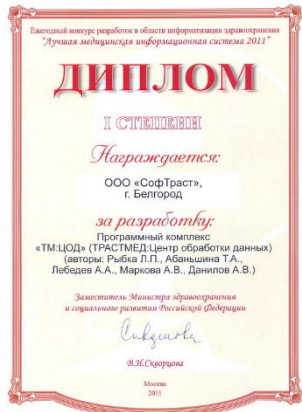 Ежегодный конкурс разработок в области информатизации здравоохранения
"Лучшая медицинская информационная система 2011"
ДИПЛОМ
I СТЕПЕНИ
Награждается:
ООО «СофТраст»,
г. Белгород
за разработку:
Программный комплекс
«ТМ:ЦОД» (ТРАСТМЕД:Центр обработки данных)
(авторы: Рыбка Л.П., Абаньшина Т.А.,
Лебедев А.А., Маркова А.В., Данилов А.В.)
Заместитель Министра здравоохранения
и социального развития Российской Федерации
В.И.Скворцова
Москва
2011